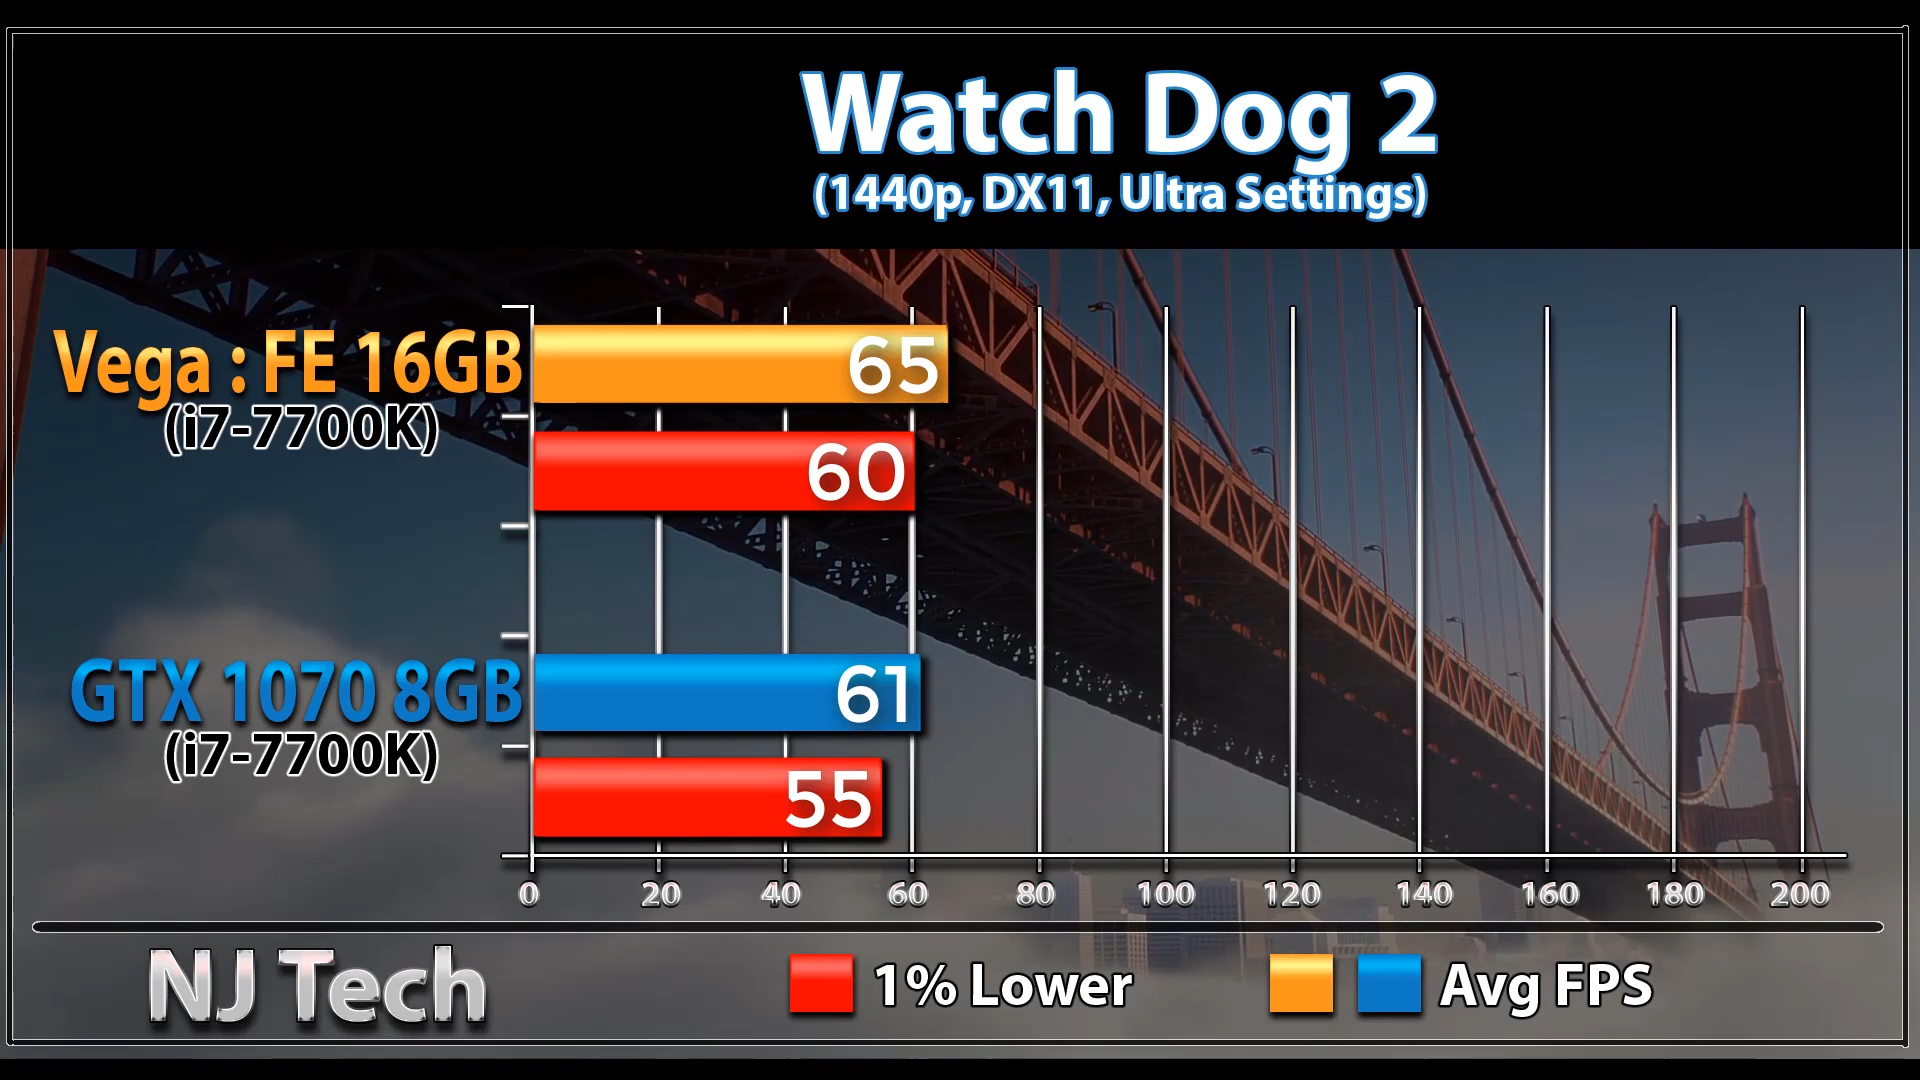 Watch Dog 2
(1440p, DX11, Ultra Settings)
Vega : FE 16GB
(i7-7700K)
65
60
GTX 1070 8GB
(i7-7700K)
61
55
0 20 40 60 80 100 120 140 160 180 200
NJ Tech
1% Lower
Avg FPS